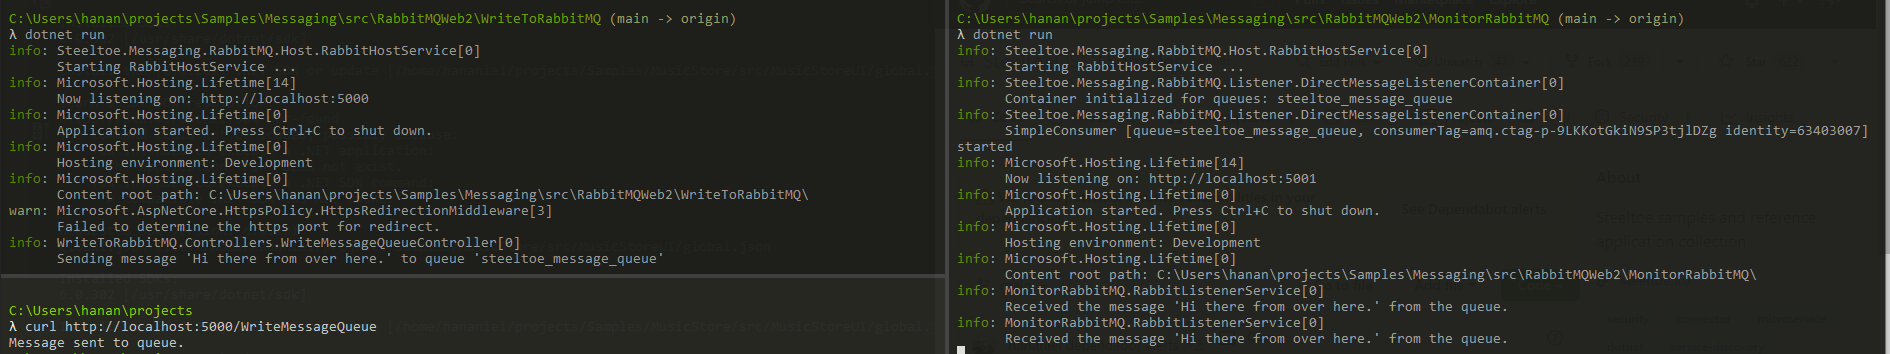 C:\Users\hanan\projects\Samples\Messaging\src\RabbitMQWeb2\WriteToRabbitMQ (main -> origin)
λ dotnet run
info: Steeltoe.Messaging.RabbitMQ.Host.RabbitHostService[0]
      Starting RabbitHostService ...
info: Microsoft.Hosting.Lifetime[14]
      Now listening on: http://localhost:5000
info: Microsoft.Hosting.Lifetime[0]
      Application started. Press Ctrl+C to shut down.
info: Microsoft.Hosting.Lifetime[0]
      Hosting environment: Development
info: Microsoft.Hosting.Lifetime[0]
      Content root path: C:\Users\hanan\projects\Samples\Messaging\src\RabbitMQWeb2\WriteToRabbitMQ\
warn: Microsoft.AspNetCore.HttpsPolicy.HttpsRedirectionMiddleware[3]
      Failed to determine the https port for redirect.
info: WriteToRabbitMQ.Controllers.WriteMessageQueueController[0]
      Sending message 'Hi there from over here.' to queue 'steeltoe_message_queue'
C:\Users\hanan\projects
λ curl http://localhost:5000/WriteMessageQueue
Message sent to queue.
C:\Users\hanan\projects\Samples\Messaging\src\RabbitMQWeb2\MonitorRabbitMQ (main -> origin)
λ dotnet run
info: Steeltoe.Messaging.RabbitMQ.Host.RabbitHostService[0]
      Starting RabbitHostService ...
info: Steeltoe.Messaging.RabbitMQ.Listener.DirectMessageListenerContainer[0]
      Container initialized for queues: steeltoe_message_queue
info: Steeltoe.Messaging.RabbitMQ.Listener.DirectMessageListenerContainer[0]
      SimpleConsumer [queue=steeltoe_message_queue, consumerTag=amq.ctag-p-9LKKotGkiN9SP3tjlDZg identity=63403007]
started
info: Microsoft.Hosting.Lifetime[14]
      Now listening on: http://localhost:5001
info: Microsoft.Hosting.Lifetime[0]
      Application started. Press Ctrl+C to shut down.
info: Microsoft.Hosting.Lifetime[0]
      Hosting environment: Development
info: Microsoft.Hosting.Lifetime[0]
      Content root path: C:\Users\hanan\projects\Samples\Messaging\src\RabbitMQWeb2\MonitorRabbitMQ\
info: MonitorRabbitMQ.RabbitListenerService[0]
      Received the message 'Hi there from over here.' from the queue.
info: MonitorRabbitMQ.RabbitListenerService[0]
      Received the message 'Hi there from over here.' from the queue.
About
See Dependabot alerts
Steeltoe samples and reference
application collection